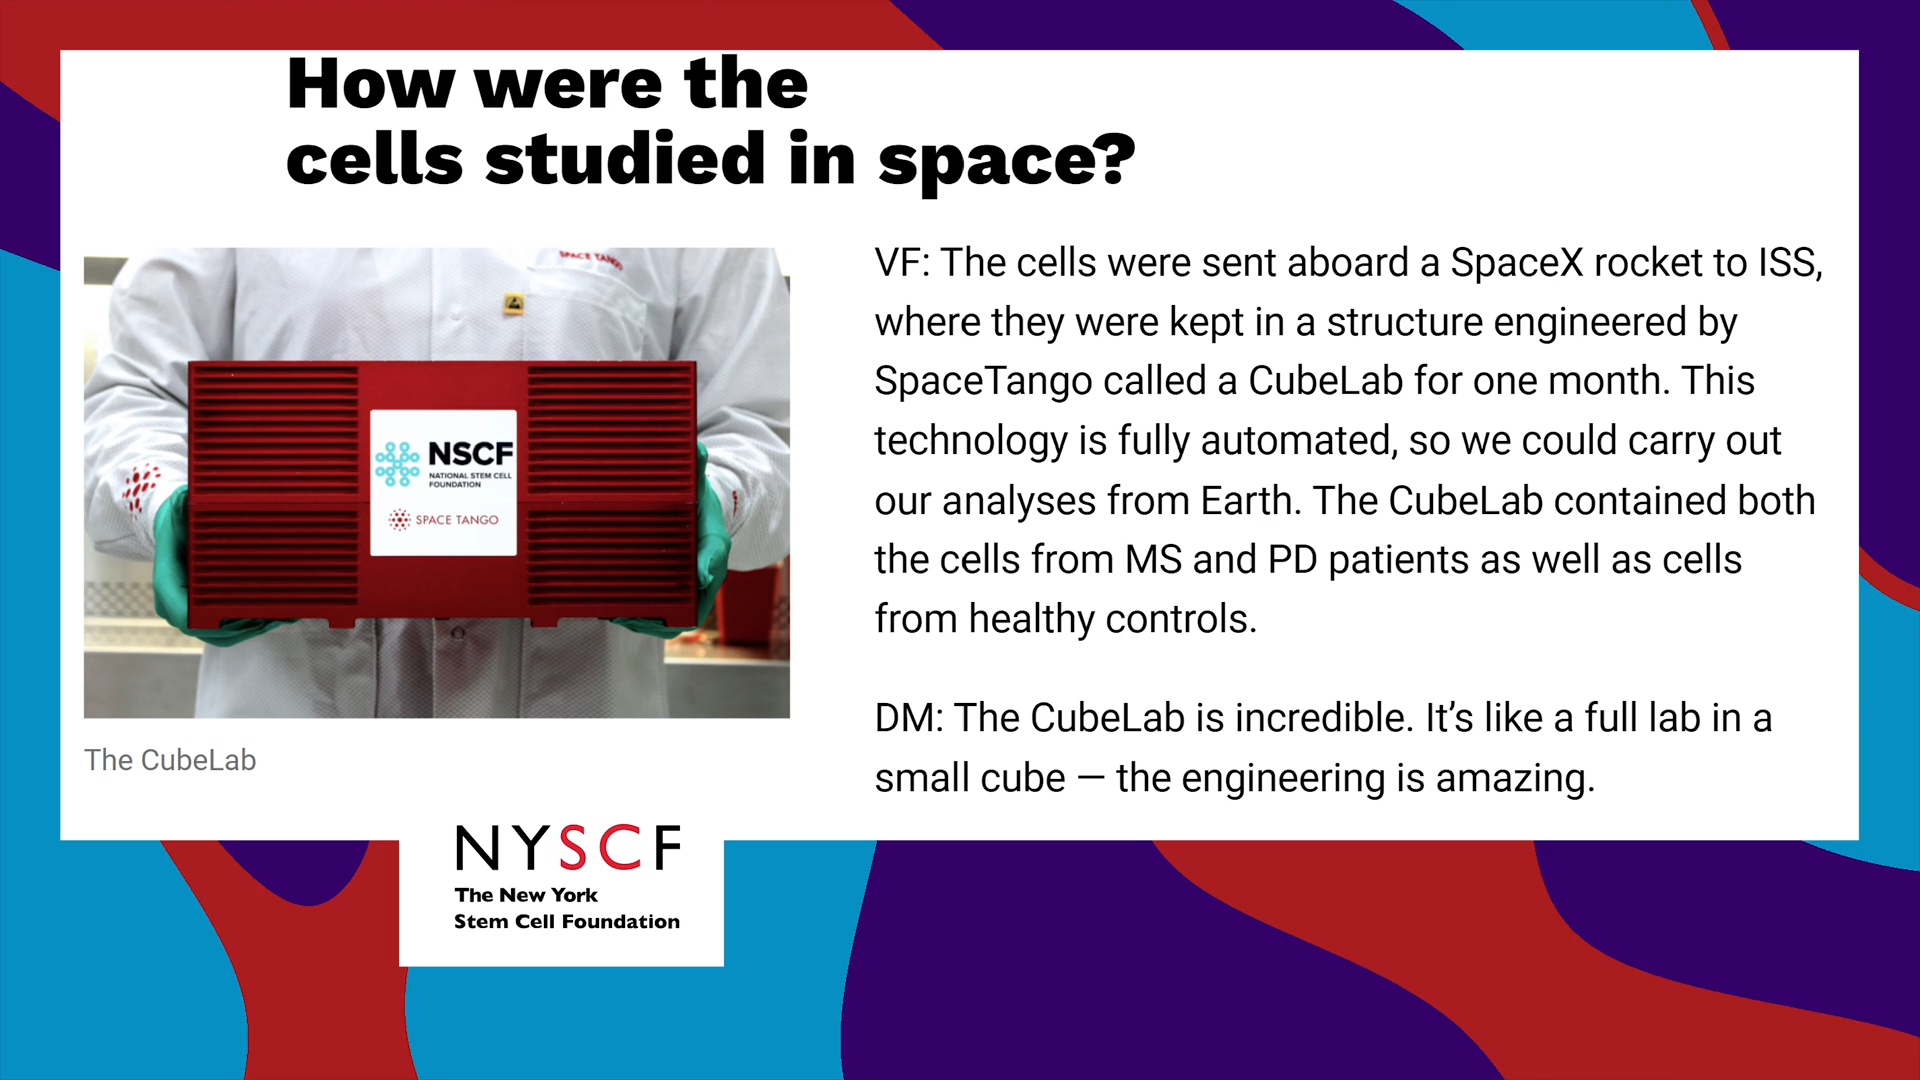 How were the
cells studied in space?
SPACE TANGO
NSCF
NATIONAL STEM CELL
FOUNDATION
SPACE TANGO
The CubeLab
VF: The cells were sent aboard a SpaceX rocket to ISS,
where they were kept in a structure engineered by
SpaceTango called a CubeLab for one month. This
technology is fully automated, so we could carry out
our analyses from Earth. The CubeLab contained both
the cells from MS and PD patients as well as cells
from healthy controls.
DM: The CubeLab is incredible. It’s like a full lab in a
small cube — the engineering is amazing.
NYSCF
The New York
Stem Cell Foundation